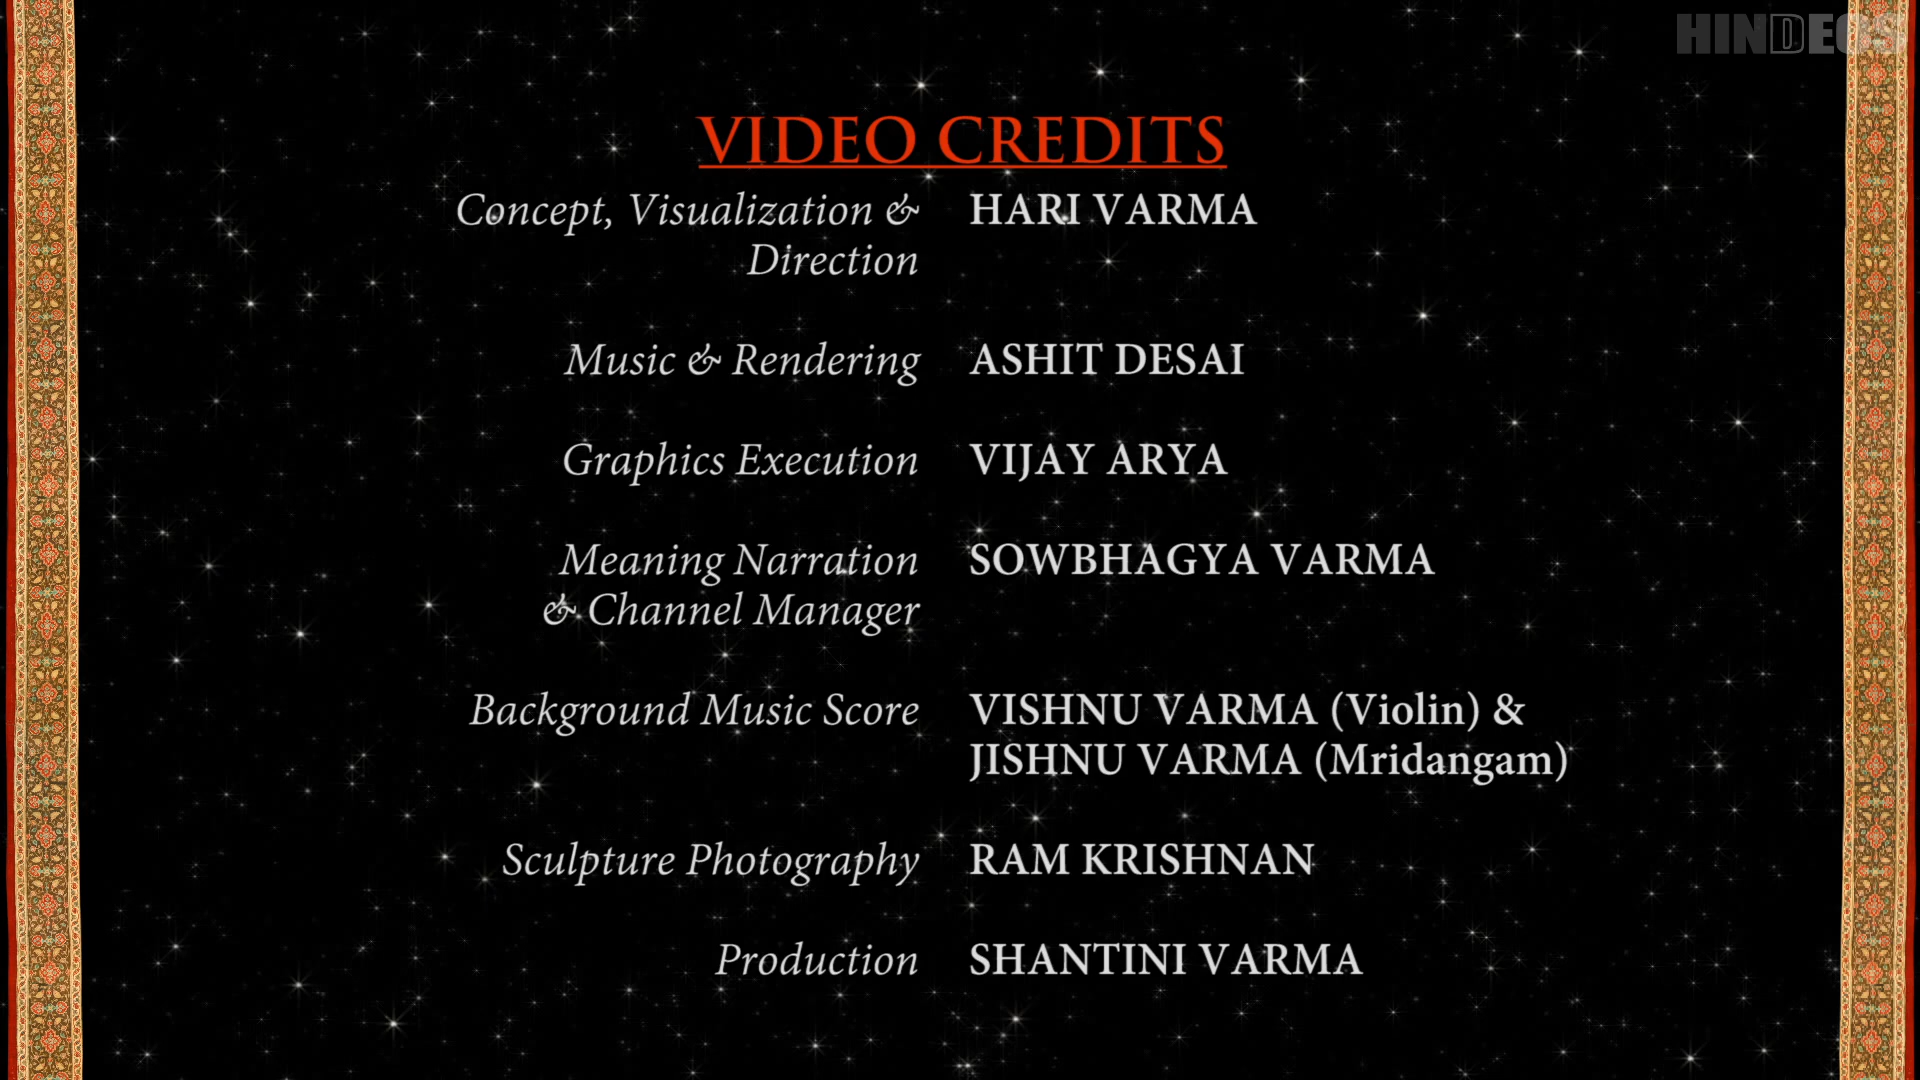 HINDEOS
VIDEO CREDITS
Concept, Visualization & HARI VARMA
Direction
Music & Rendering ASHIT DESAI
Graphics Execution VIJAY ARYA
Meaning Narration SOWBHAGYA VARMA
& Channel Manager
Background Music Score VISHNU VARMA (Violin) &
JISHNU VARMA (Mridangam)
Sculpture Photography RAM KRISHNAN
Production SHANTINI VARMA